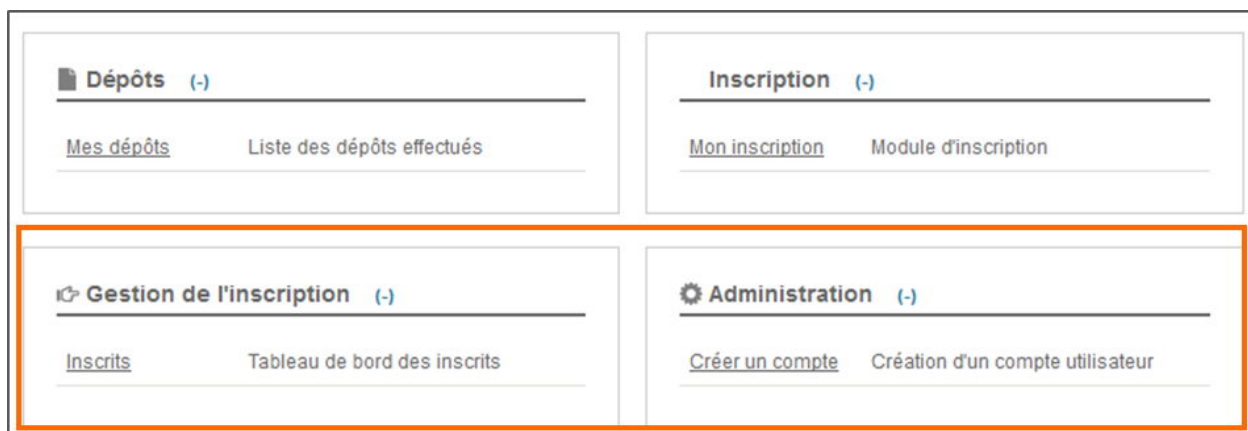 Dépôts (-)
Mes dépôts Liste des dépôts effectués
Inscription (-)
Mon inscription Module d'inscription
Gestion de l'inscription (-)
Inscrits Tableau de bord des inscrits
Administration (-)
Créer un compte Création d'un compte utilisateur